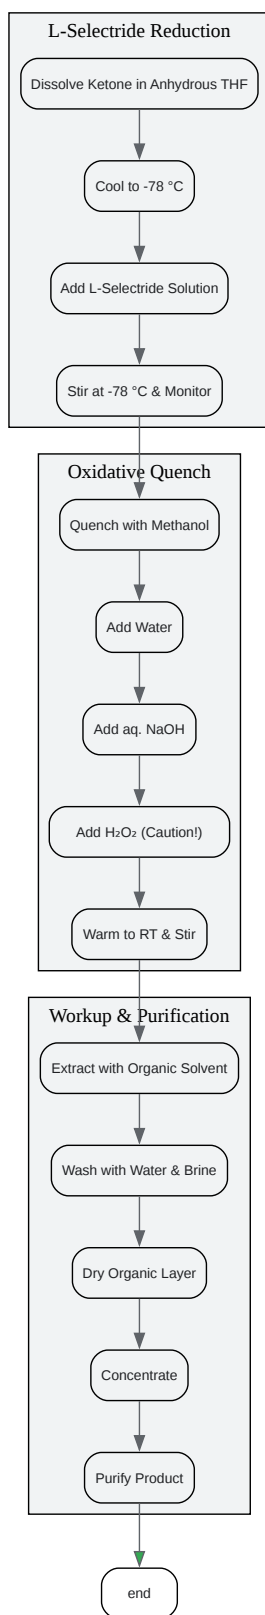 L-Selectride Reduction
Dissolve Ketone in Anhydrous THF
Cool to -78 °C
Add L-Selectride Solution
Stir at -78 °C & Monitor
Oxidative Quench
Quench with Methanol
Add Water
Add aq. NaOH
Add H₂O₂ (Caution!)
Warm to RT & Stir
Workup & Purification
Extract with Organic Solvent
Wash with Water & Brine
Dry Organic Layer
Concentrate
Purify Product
end